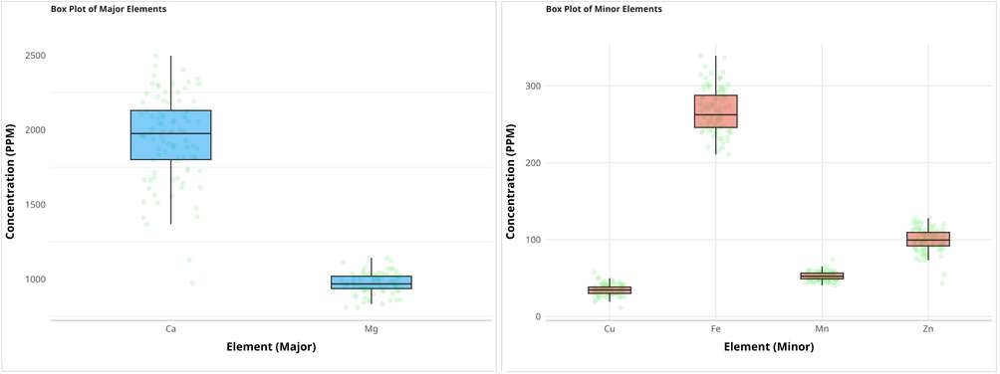 Box Plot of Major Elements
Concentration (PPM)
2500
2000
1500
1000
Ca
Mg
Element (Major)
Box Plot of Minor Elements
Concentration (PPM)
300
200
100
0
Cu
Fe
Mn
Zn
Element (Minor)